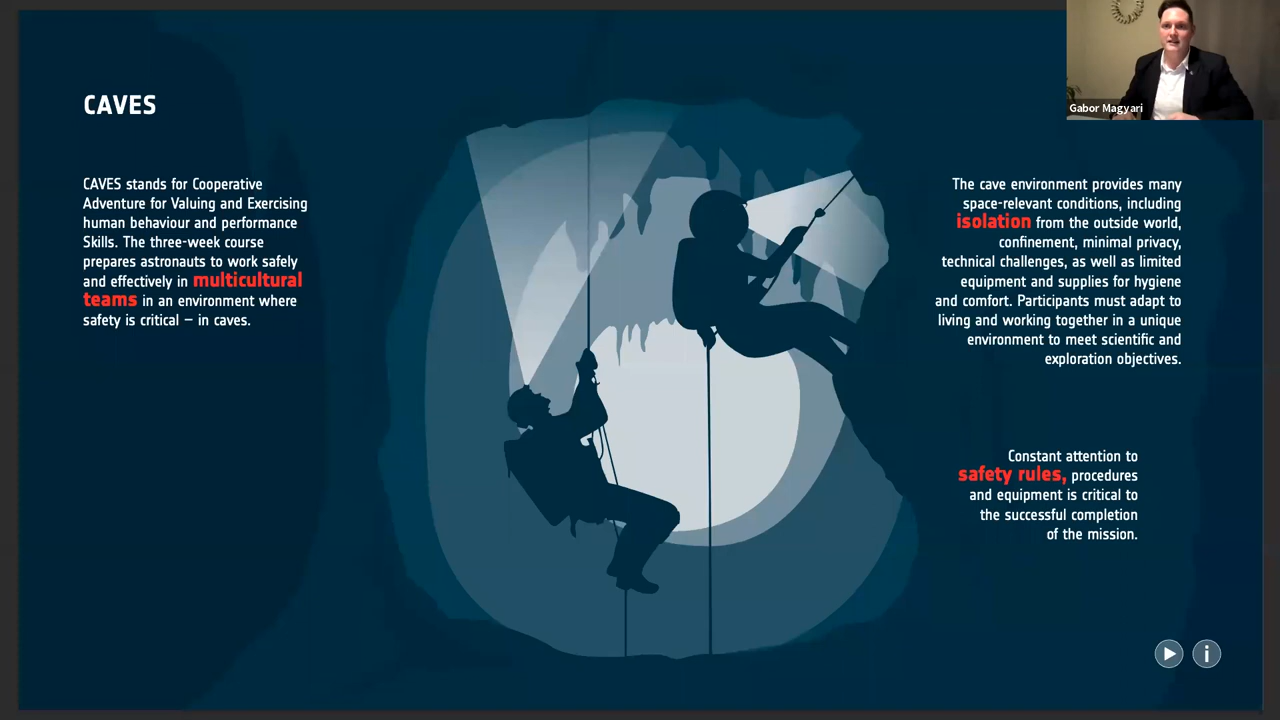 CAVES
CAVES stands for Cooperative
Adventure for Valuing and Exercising
human behaviour and performance
Skills. The three-week course
prepares astronauts to work safely
and effectively in multicultural
teams in an environment where
safety is critical – in caves.
The cave environment provides many
space-relevant conditions, including
isolation from the outside world,
confinement, minimal privacy,
technical challenges, as well as limited
equipment and supplies for hygiene
and comfort. Participants must adapt to
living and working together in a unique
environment to meet scientific and
exploration objectives.
Constant attention to
safety rules, procedures
and equipment is critical to
the successful completion
of the mission.
Gabor Magyari